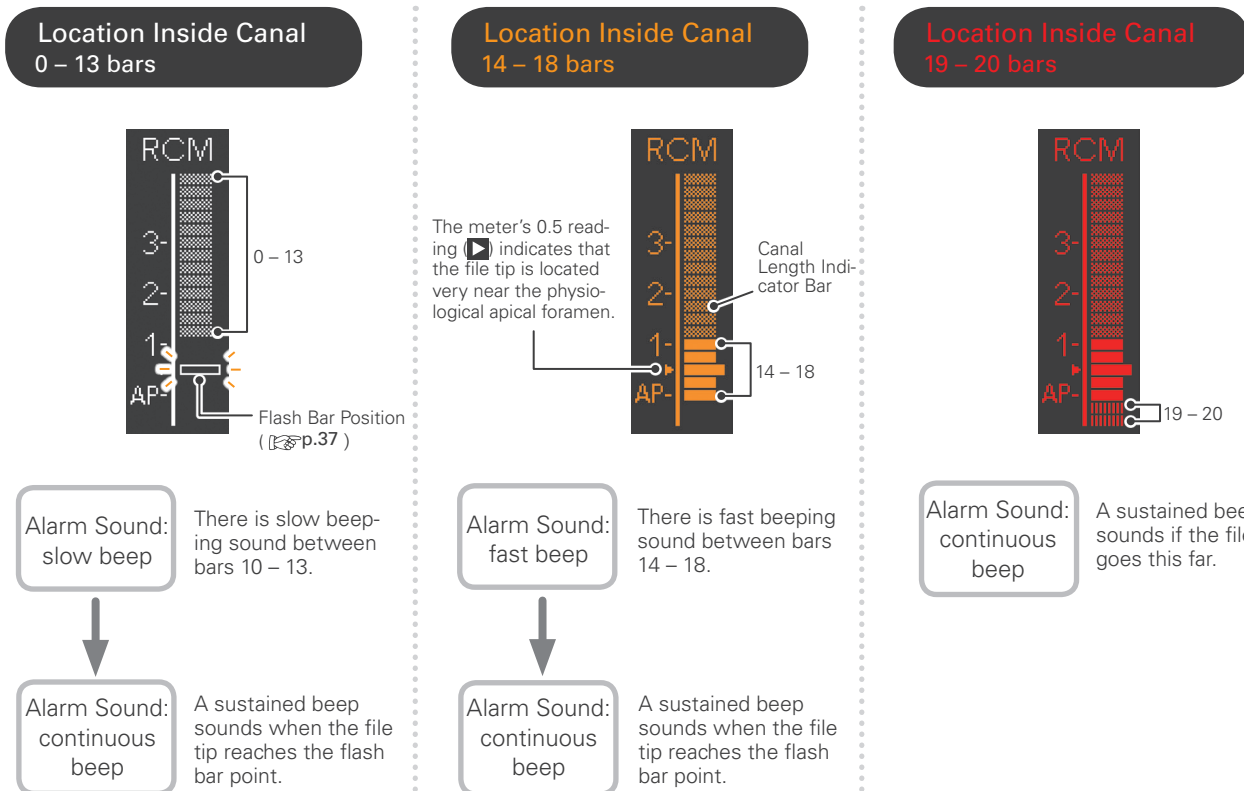 Location Inside Canal
0 – 13 bars
RCM
3-
2-
1-
AP-
0 – 13
Flash Bar Position
( p.37 )
Alarm Sound:
slow beep
There is slow beep-
ing sound between
bars 10 – 13.
Alarm Sound:
continuous
beep
A sustained beep
sounds when the file
tip reaches the flash
bar point.
Location Inside Canal
14 – 18 bars
The meter's 0.5 read-
ing ( ) indicates that
the file tip is located
very near the physio-
logical apical foramen.
RCM
3-
2-
1-
AP-
Canal
Length Indi-
cator Bar
14 – 18
Alarm Sound:
fast beep
There is fast beeping
sound between bars
14 – 18.
Alarm Sound:
continuous
beep
A sustained beep
sounds when the file
tip reaches the flash
bar point.
Location Inside Canal
19 – 20 bars
RCM
3-
2-
1-
AP-
19 – 20
Alarm Sound:
continuous
beep
A sustained bee
sounds if the file
goes this far.